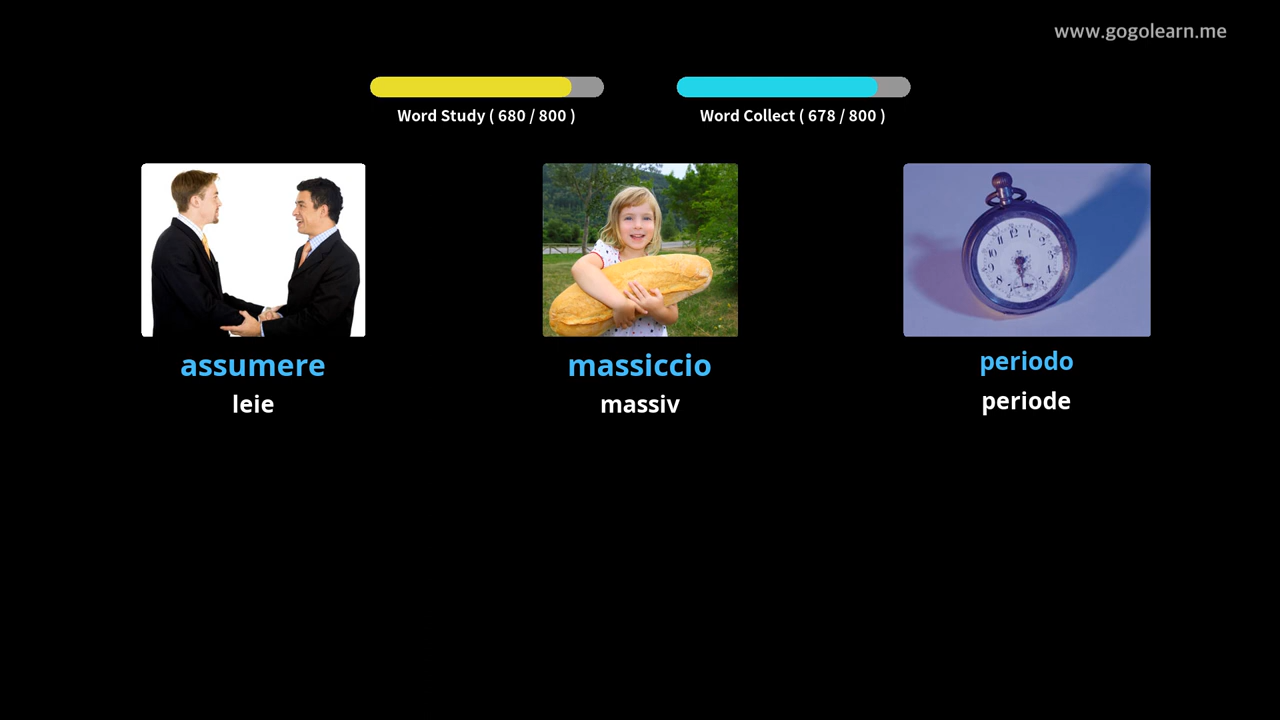 www.gogolearn.me
Word Study ( 680 / 800 )
Word Collect ( 678 / 800 )
assumere
leie
massiccio
massiv
periodo
periode